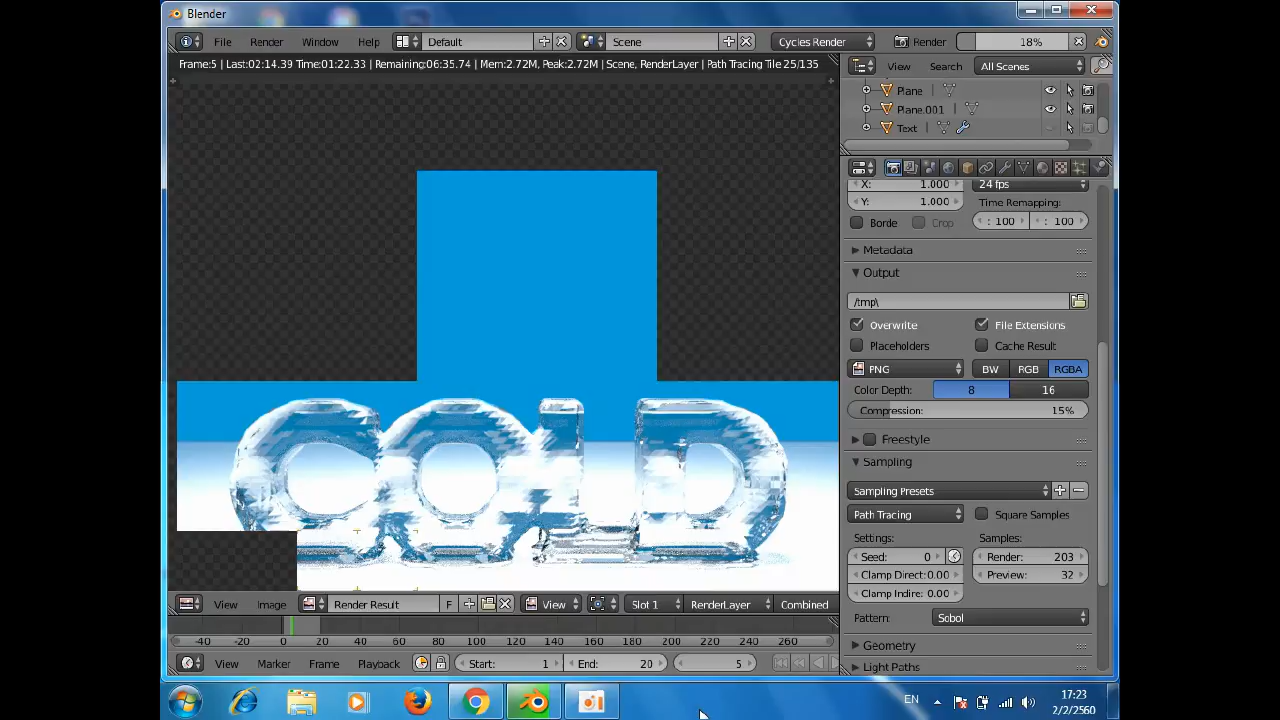 Blender
File Render Window Help Default Scene Cycles Render Render 18%
Frame:5 | Last:02:14.39 Time:01:22.33 | Remaining:06:35.74 | Mem:2.72M, Peak:2.72M | Scene, RenderLayer | Path Tracing Tile 25/135
View Search All Scenes
Plane
Plane.001
Text
X: 1.000 24 fps
Y: 1.000 Time Remapping:
Borde Crop : 100 : 100
Metadata
Output
/tmp\
Overwrite File Extensions
Placeholders Cache Result
PNG BW RGB RGBA
Color Depth: 8 16
Compression: 15%
Freestyle
Sampling
Sampling Presets
Path Tracing Square Samples
Settings: Samples:
Seed: 0 Render: 203
Clamp Direct:0.00 Preview: 32
Clamp Indire: 0.00
Pattern: Sobol
Geometry
Light Paths
COLD
View Image Render Result F View Slot 1 RenderLayer Combined
-40 -20 0 20 40 60 80 100 120 140 160 180 200 220 240 260
View Marker Frame Playback Start: 1 End: 20 5
EN 17:23
2/2/2560